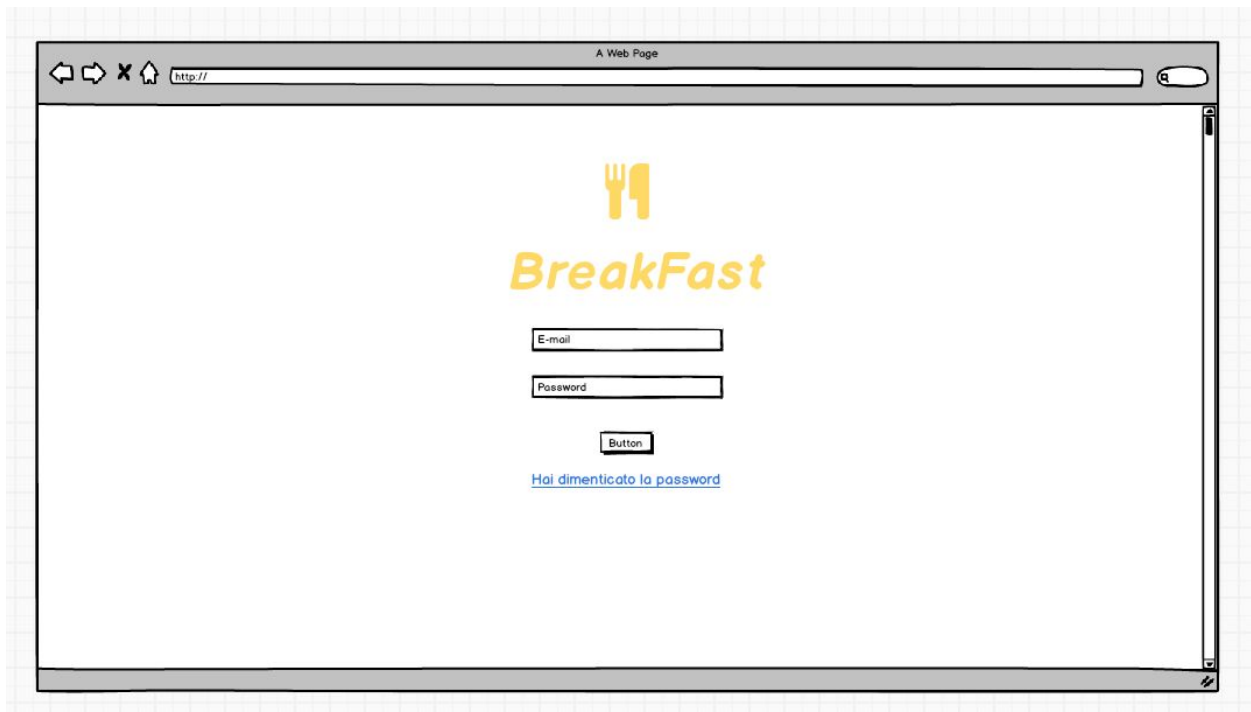 A Web Page
http://
BreakFast
E-mail
Password
Button
Hai dimenticato la password